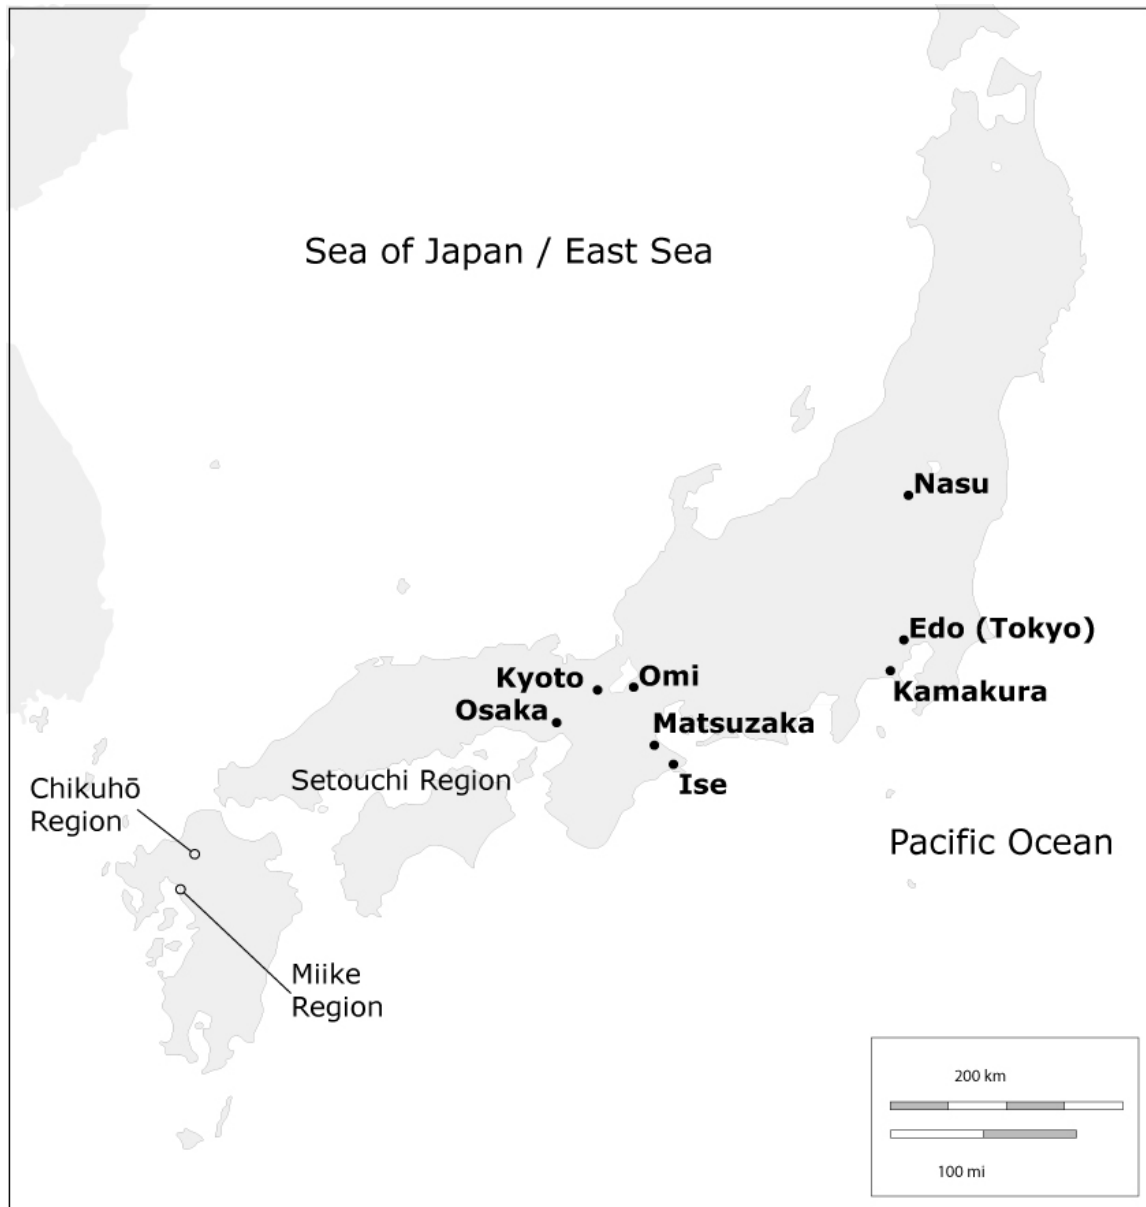 Sea of Japan / East Sea
Nasu
Edo (Tokyo)
Kyoto
Omi
Kamakura
Osaka
Matsuzaka
Setouchi Region
Ise
Chikuhō
Region
Pacific Ocean
Miike
Region
200 km
100 mi